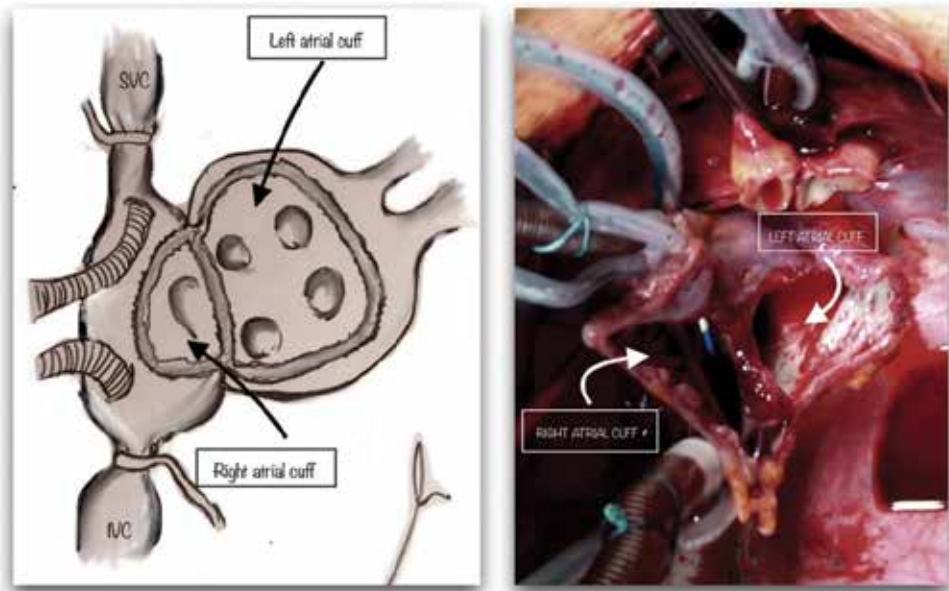 Left atrial cuff
SVC
Right atrial cuff
IVC
LEFT ATRIAL CUFF
RIGHT ATRIAL CUFF